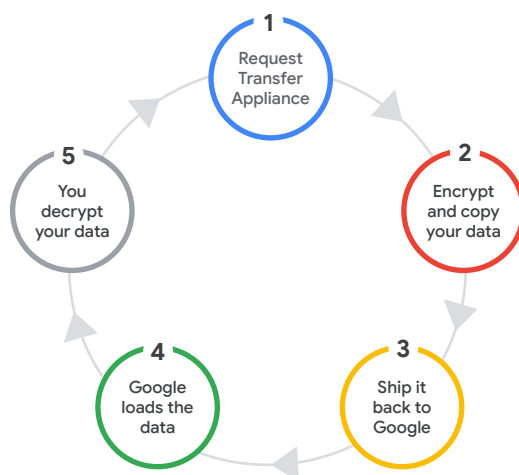 1
Request
Transfer
Appliance
2
Encrypt
and copy
your data
3
Ship it
back to
Google
4
Google
loads the
data
5
You
decrypt
your data